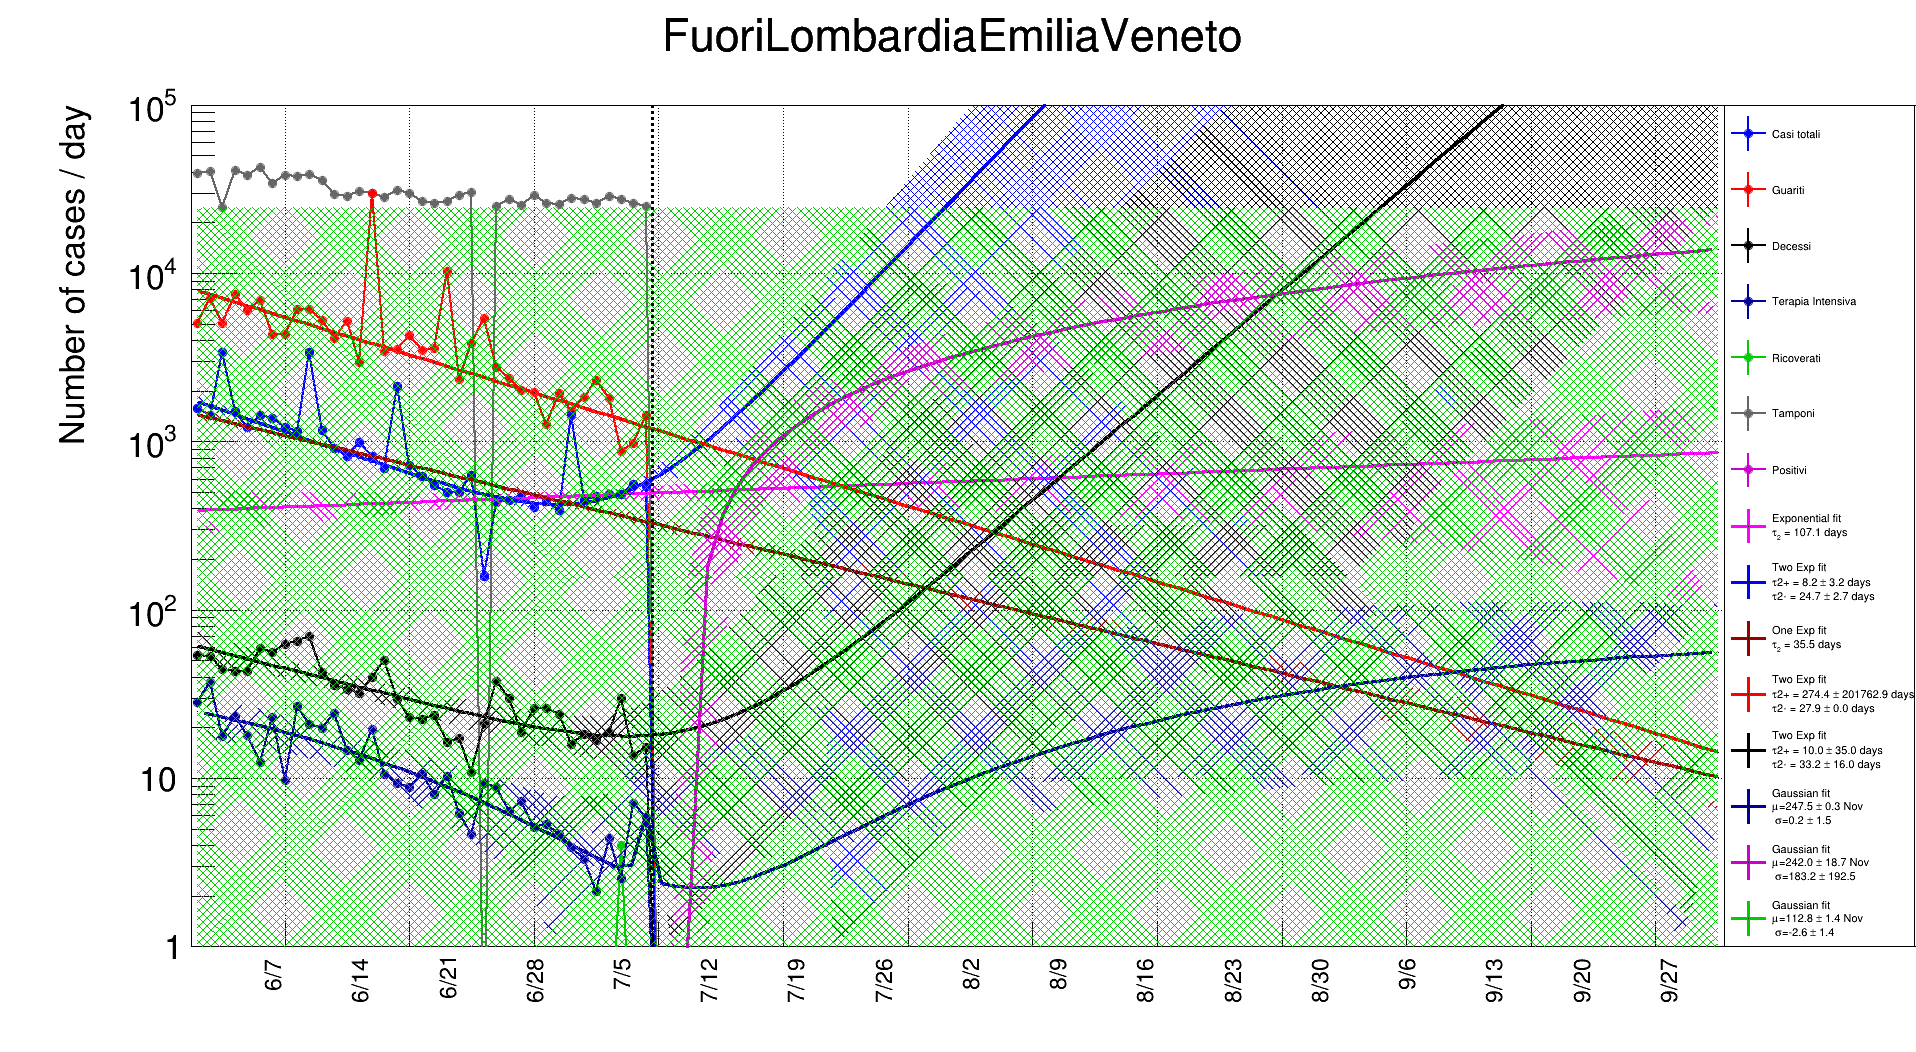 FuoriLombardiaEmiliaVeneto
Number of cases / day
10^5
10^4
10^3
10^2
10
1
6/7
6/14
6/21
6/28
7/5
7/12
7/19
7/26
8/2
8/9
8/16
8/23
8/30
9/6
9/13
9/20
9/27
Casi totali
Guariti
Decessi
Terapia Intensiva
Ricoverati
Tamponi
Positivi
Exponential fit
τ₂ = 107.1 days
Two Exp fit
τ2+ = 8.2 ± 3.2 days
τ2- = 24.7 ± 2.7 days
One Exp fit
τ₂ = 35.5 days
Two Exp fit
τ2+ = 274.4 ± 201762.9 days
τ2- = 27.9 ± 0.0 days
Two Exp fit
τ2+ = 10.0 ± 35.0 days
τ2- = 33.2 ± 16.0 days
Gaussian fit
μ=247.5 ± 0.3 Nov
σ=0.2 ± 1.5
Gaussian fit
μ=242.0 ± 18.7 Nov
σ=183.2 ± 192.5
Gaussian fit
μ=112.8 ± 1.4 Nov
σ=-2.6 ± 1.4